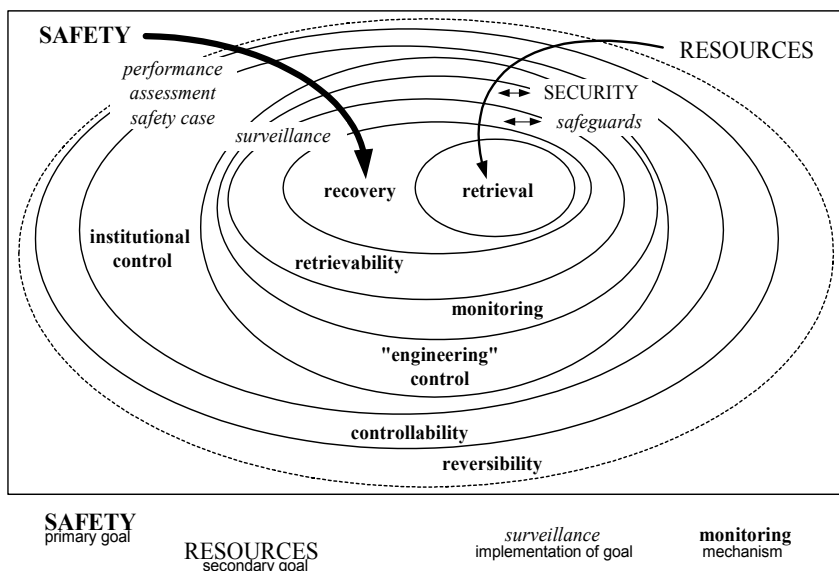 SAFETY
RESOURCES
performance
assessment
safety case
SECURITY
surveillance
safeguards
recovery
retrieval
institutional
control
retrievability
monitoring
"engineering"
control
controllability
reversibility
SAFETY
primary goal
RESOURCES
secondary goal
surveillance
implementation of goal
monitoring
mechanism